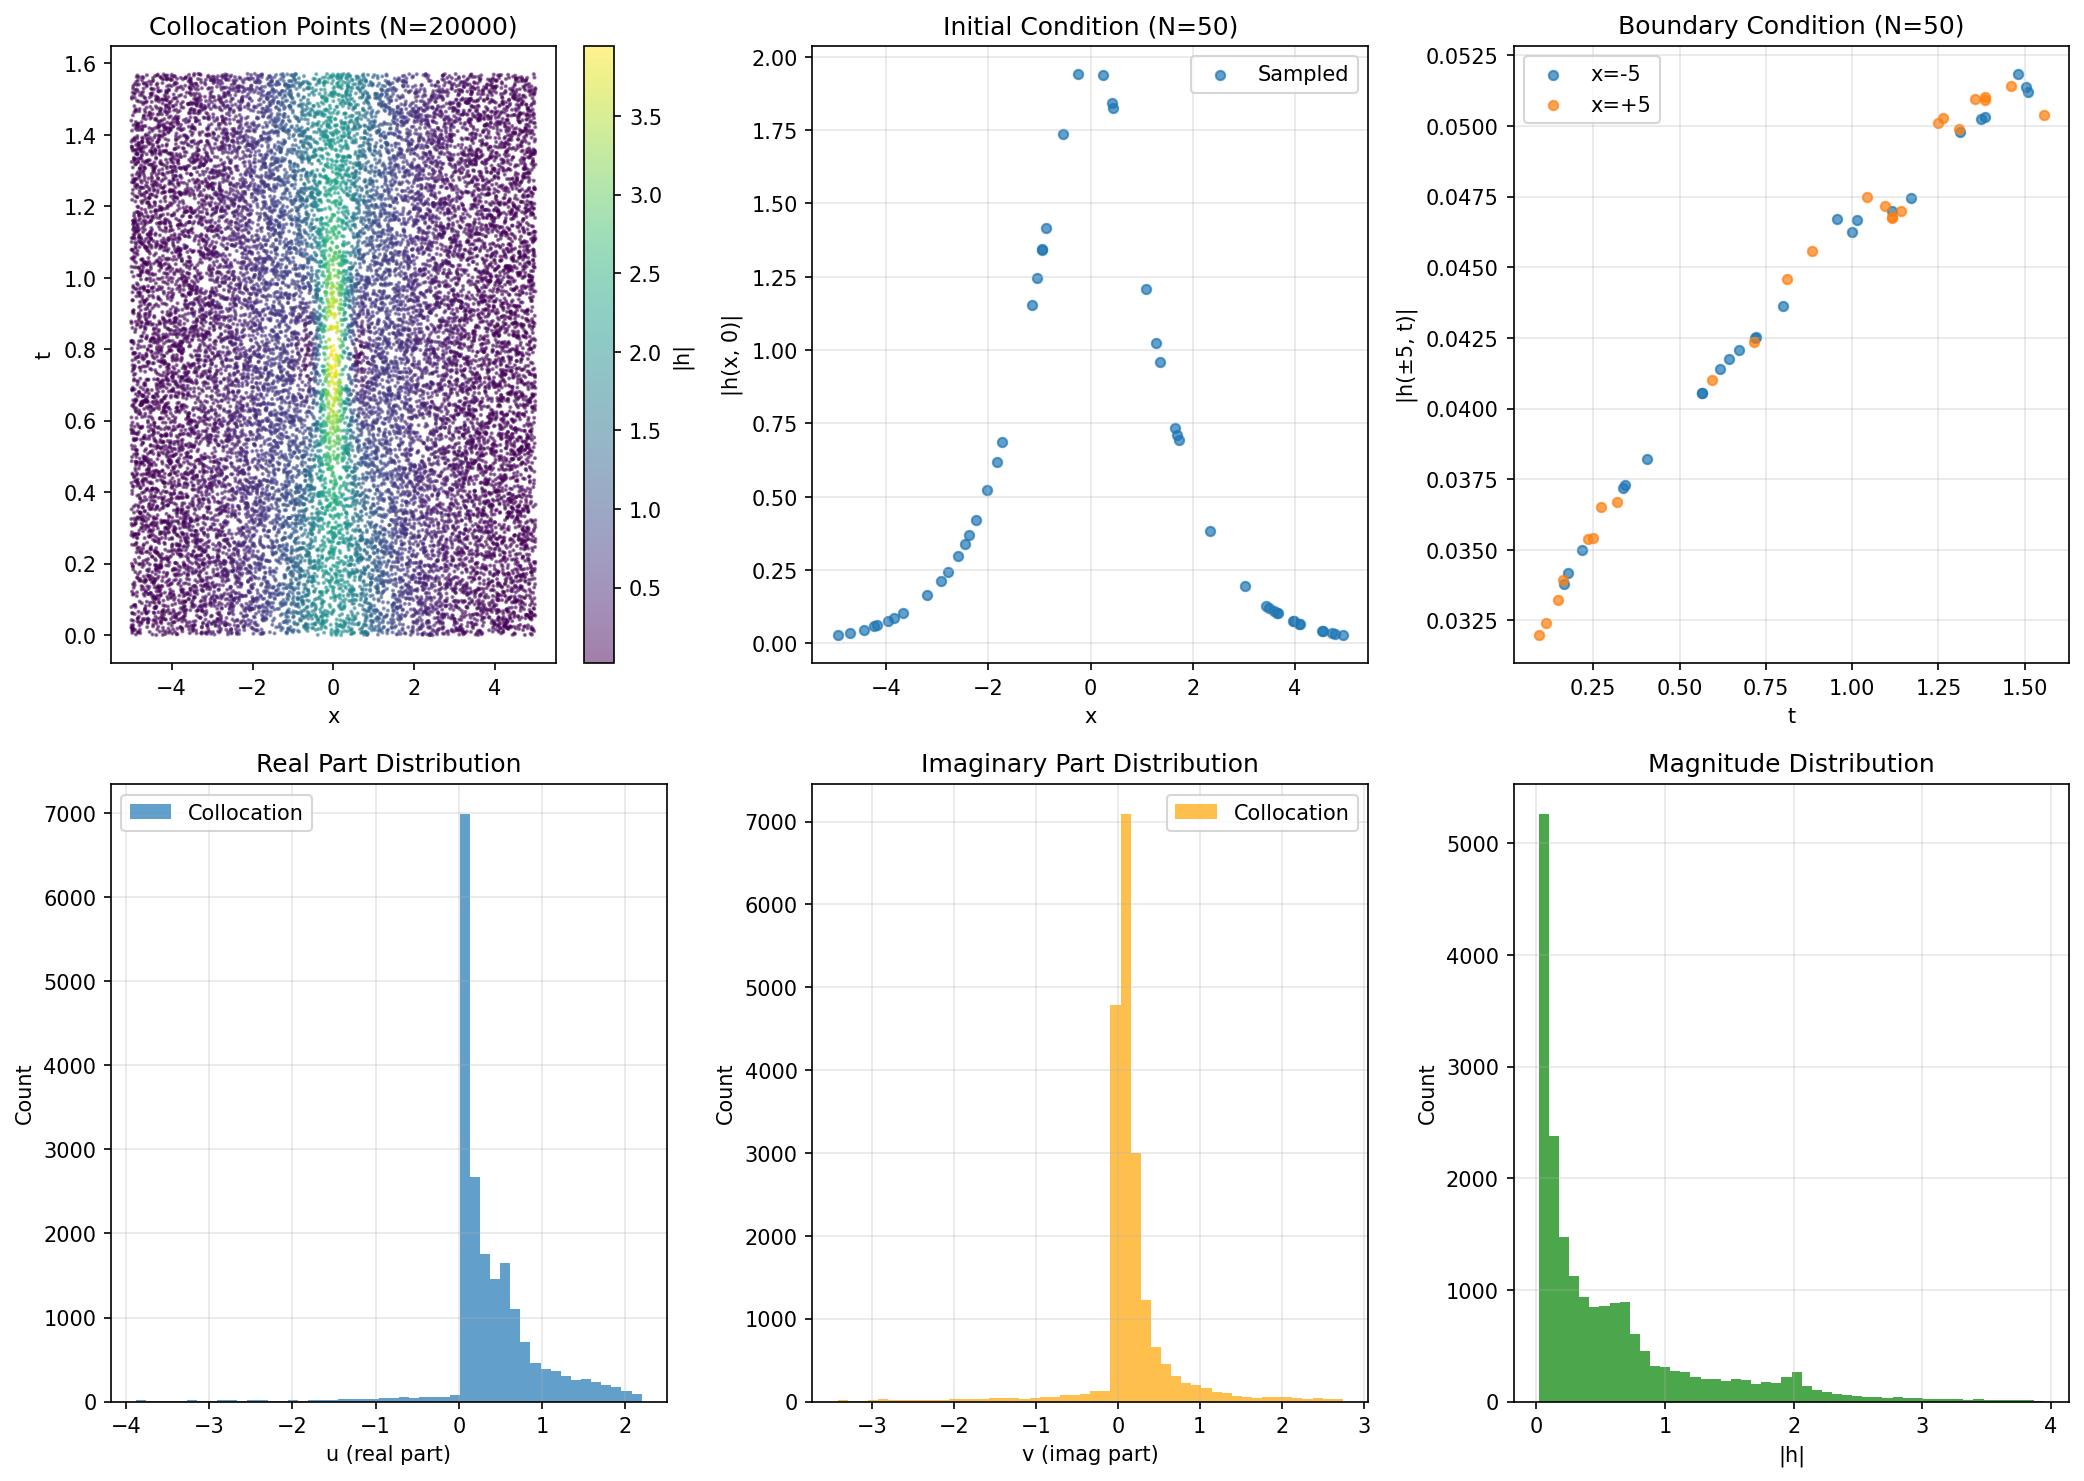 Collocation Points (N=20000)
1.6
1.4
1.2
1.0
0.8
0.6
0.4
0.2
0.0
t
−4 −2 0 2 4
x
3.5
3.0
2.5
2.0
1.5
1.0
0.5
|h|
Initial Condition (N=50)
Sampled
2.00
1.75
1.50
1.25
1.00
0.75
0.50
0.25
0.00
|h(x, 0)|
−4 −2 0 2 4
x
Boundary Condition (N=50)
x=-5
x=+5
0.0525
0.0500
0.0475
0.0450
0.0425
0.0400
0.0375
0.0350
0.0325
|h(±5, t)|
0.25 0.50 0.75 1.00 1.25 1.50
t
Real Part Distribution
Collocation
7000
6000
5000
4000
3000
2000
1000
0
Count
−4 −3 −2 −1 0 1 2
u (real part)
Imaginary Part Distribution
Collocation
7000
6000
5000
4000
3000
2000
1000
0
Count
−3 −2 −1 0 1 2 3
v (imag part)
Magnitude Distribution
5000
4000
3000
2000
1000
0
Count
0 1 2 3 4
|h|